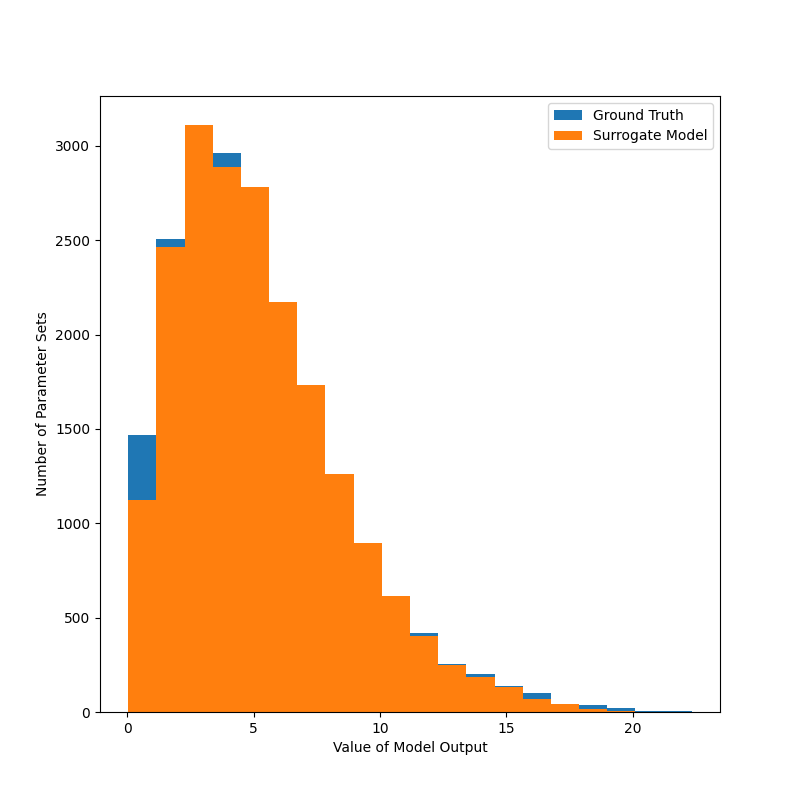 Ground Truth
Surrogate Model
3000
2500
2000
1500
1000
500
0
Number of Parameter Sets
0 5 10 15 20
Value of Model Output